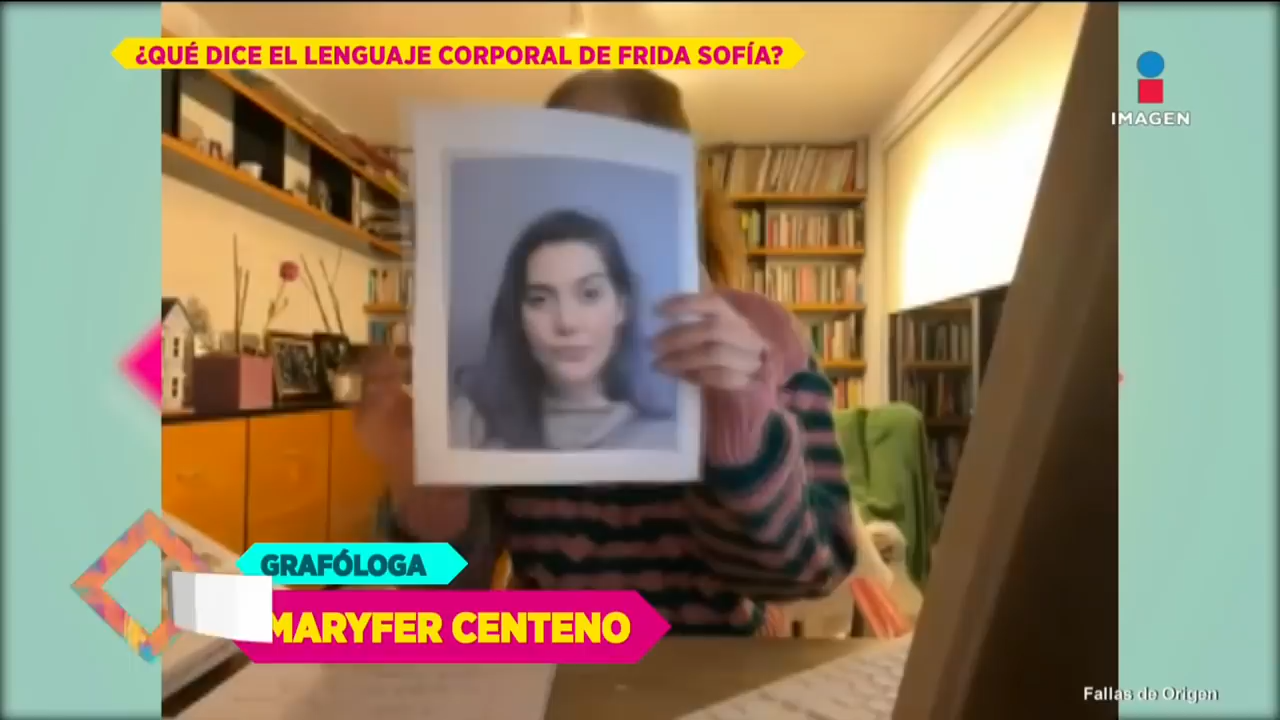 ¿QUÉ DICE EL LENGUAJE CORPORAL DE FRIDA SOFÍA?
IMAGEN
GRAFÓLOGA
MARYFER CENTENO
Fallas de Origen